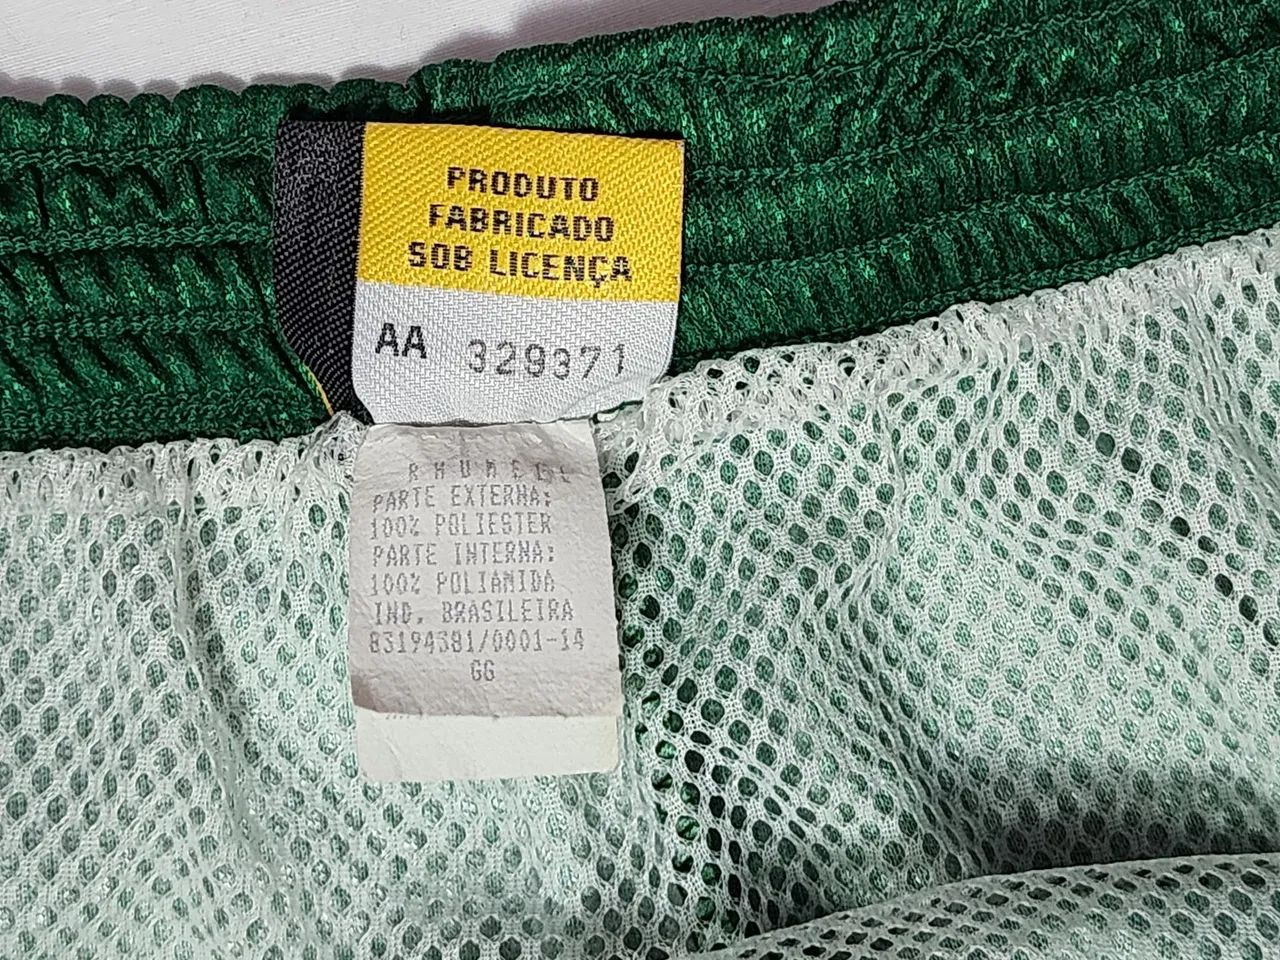 PRODUTO
FABRICADO
SOB LICENÇA
AA 329371
PARTE EXTERNA:
100% POLIESTER
PARTE INTERNA:
100% POLIAMIDA
IND. BRASILEIRA
83194381/0001-14
GG